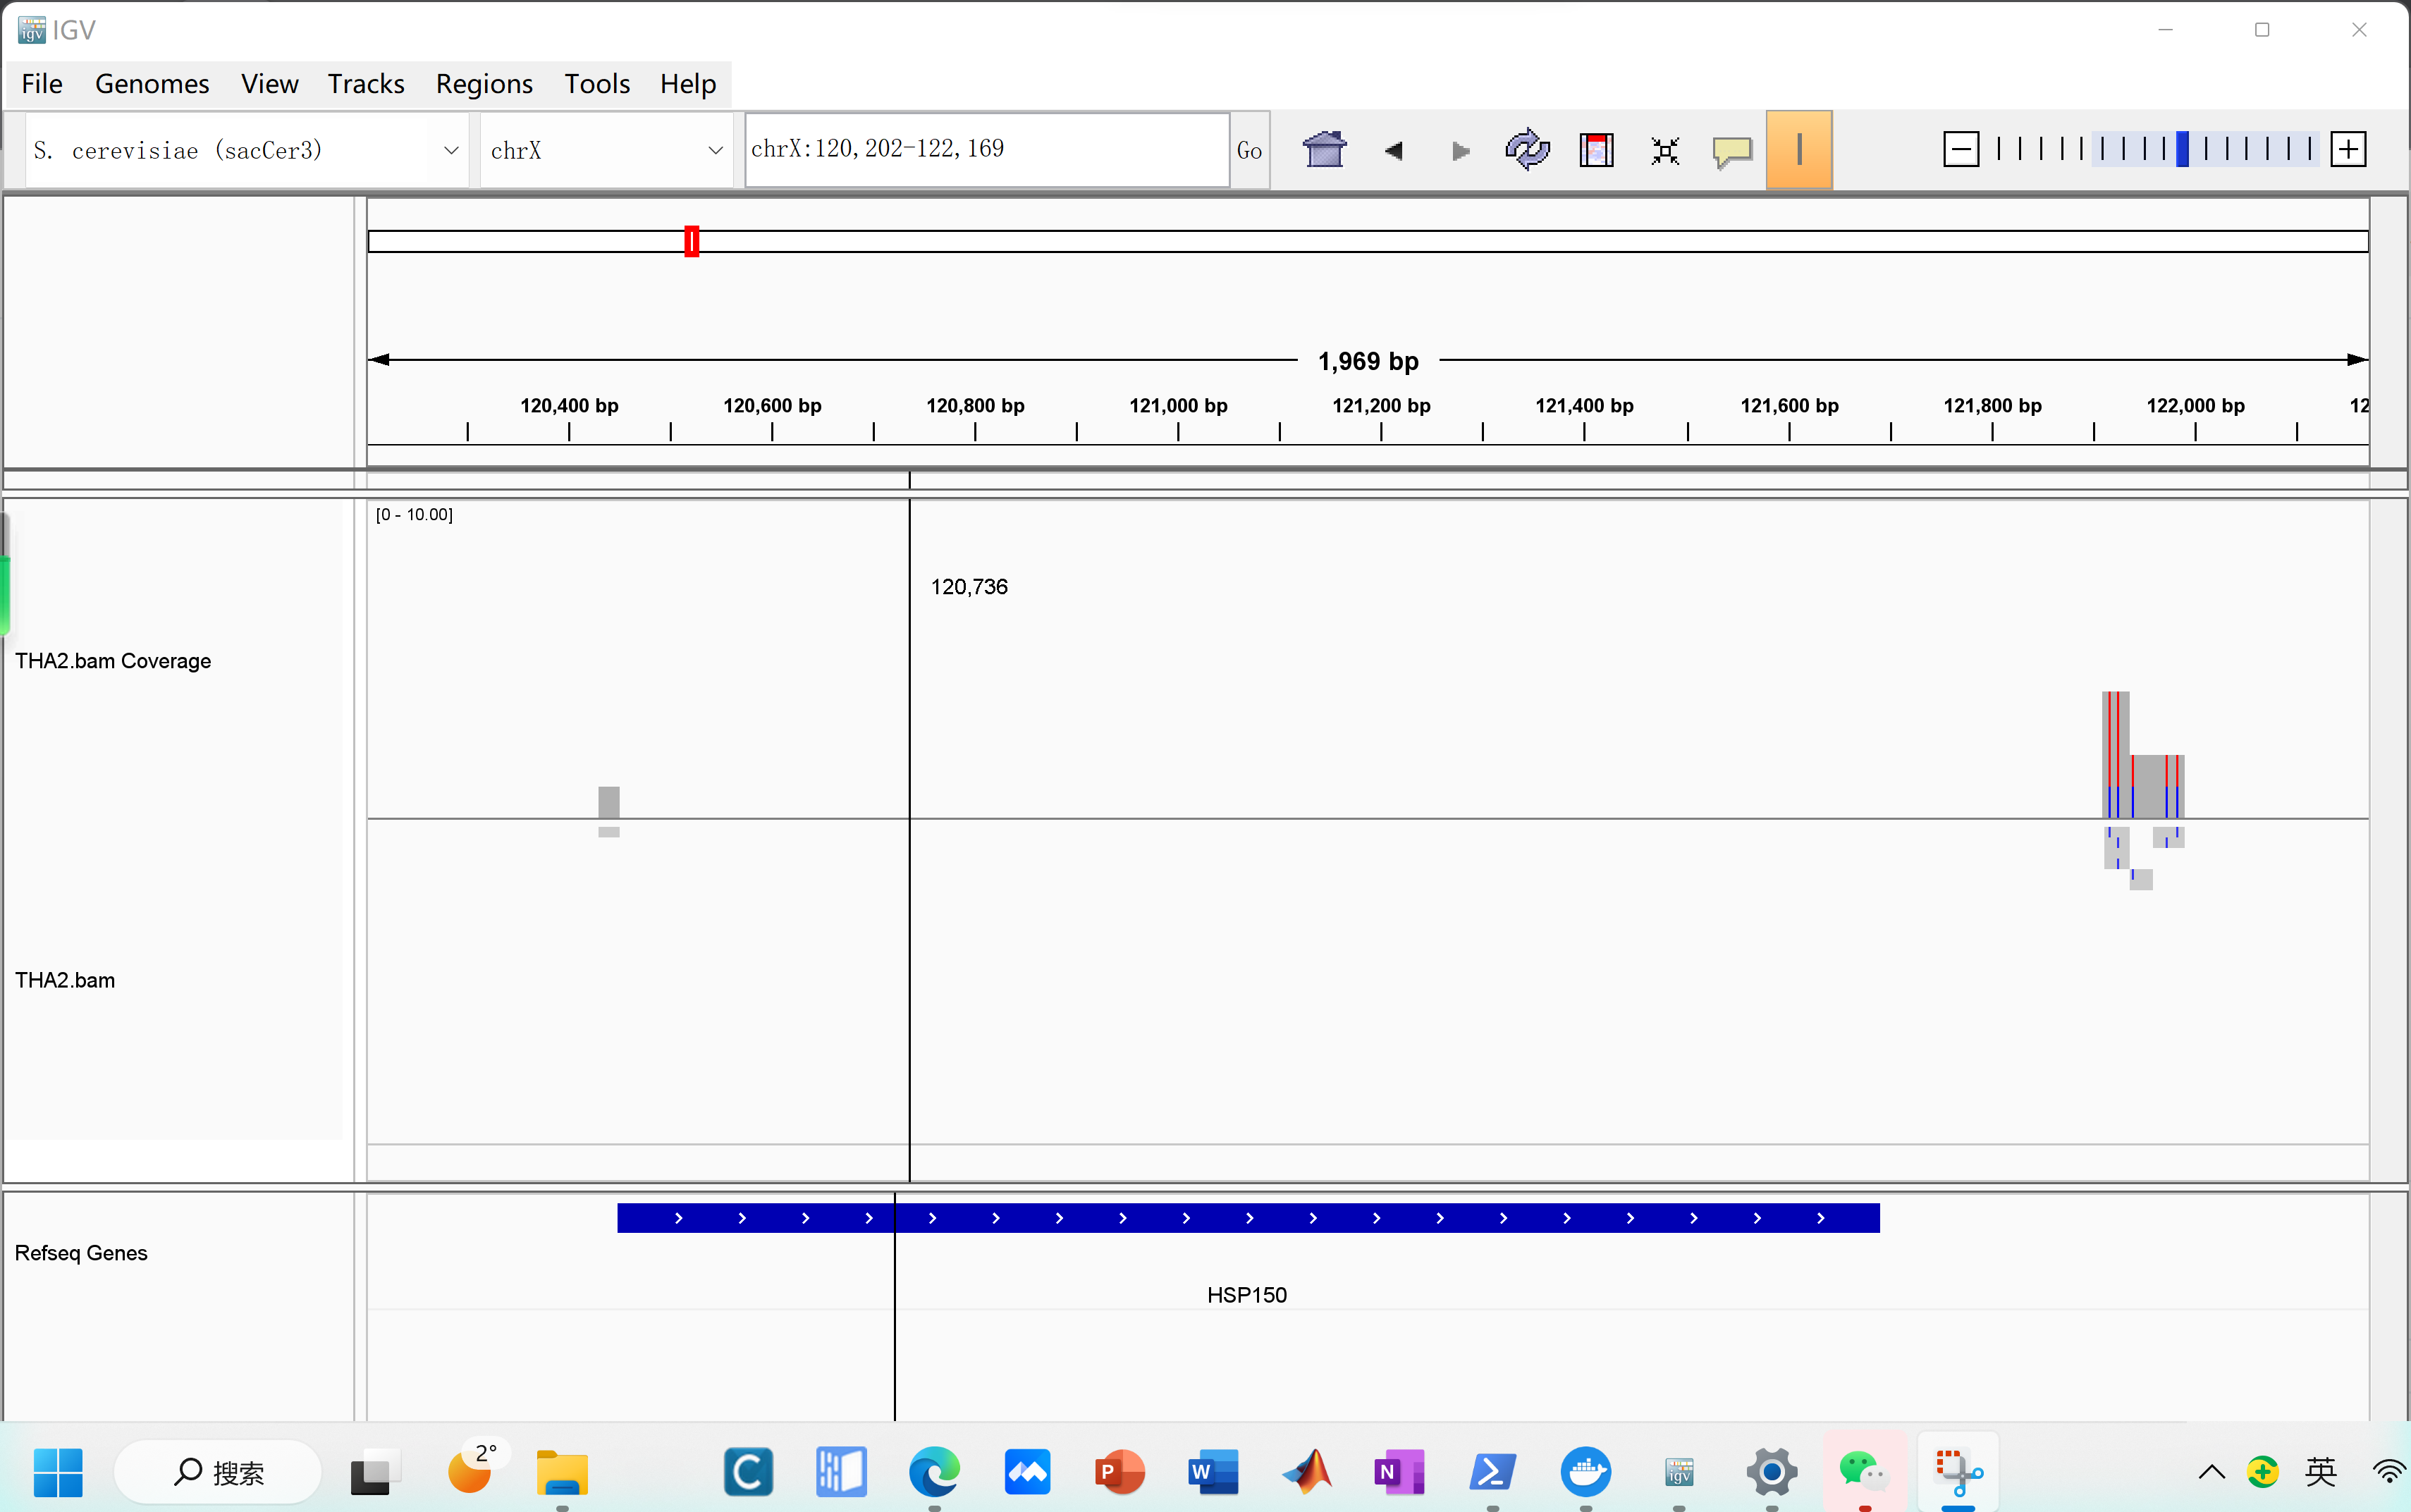 IGV
File Genomes View Tracks Regions Tools Help
S. cerevisiae (sacCer3) chrX chrX:120,202-122,169 Go
1,969 bp
120,400 bp 120,600 bp 120,800 bp 121,000 bp 121,200 bp 121,400 bp 121,600 bp 121,800 bp 122,000 bp 12
[0 - 10.00]
120,736
THA2.bam Coverage
THA2.bam
Refseq Genes
HSP150
搜索 2° 英